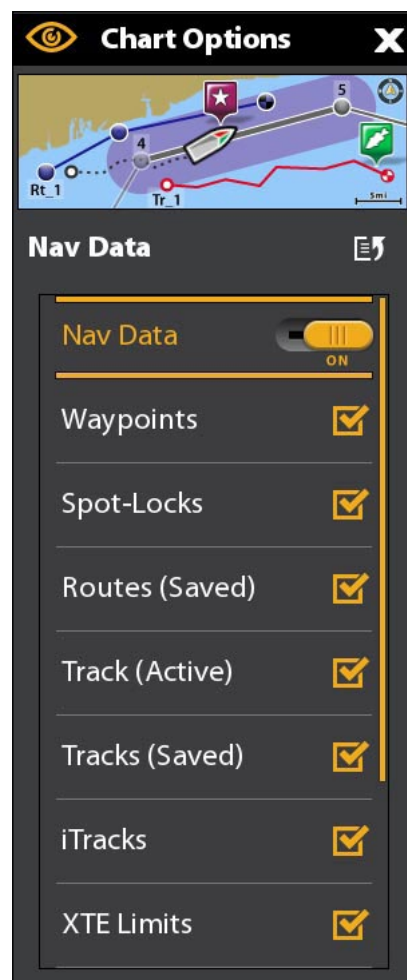 Chart Options
5
4
Rt_1
Tr_1
5mi
Nav Data
Nav Data
ON
Waypoints
Spot-Locks
Routes (Saved)
Track (Active)
Tracks (Saved)
iTracks
XTE Limits